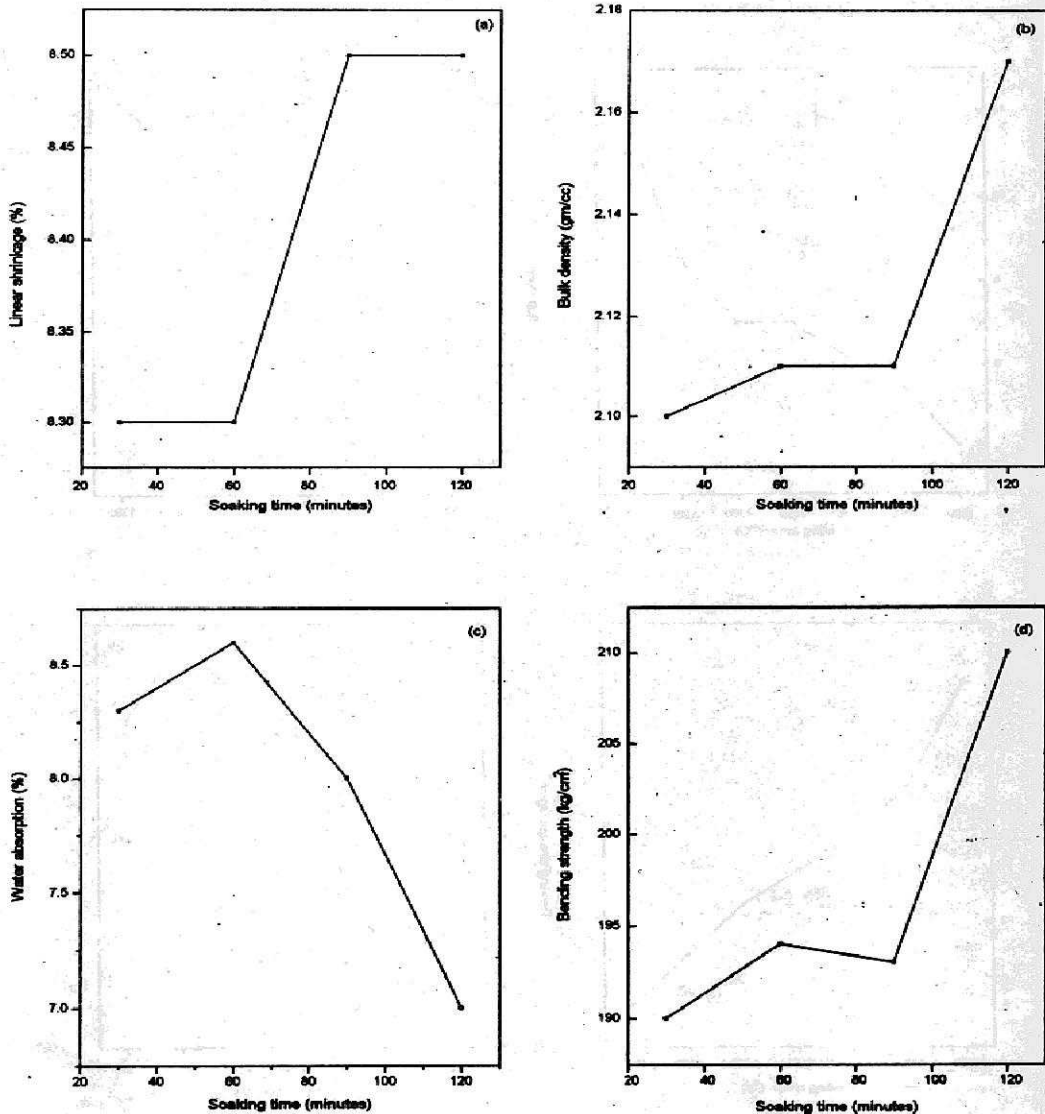 (a)
8.50
8.45
8.40
8.35
8.30
Linear shrinkage (%)
20 40 60 80 100 120
Soaking time (minutes)
(b)
2.18
2.16
2.14
2.12
2.10
Bulk density (gm/cc)
20 40 60 80 100 120
Soaking time (minutes)
(c)
8.5
8.0
7.5
7.0
Water absorption (%)
20 40 60 80 100 120
Soaking time (minutes)
(d)
210
205
200
195
190
Bending strength (kg/cm²)
20 40 60 80 100 120
Soaking time (minutes)